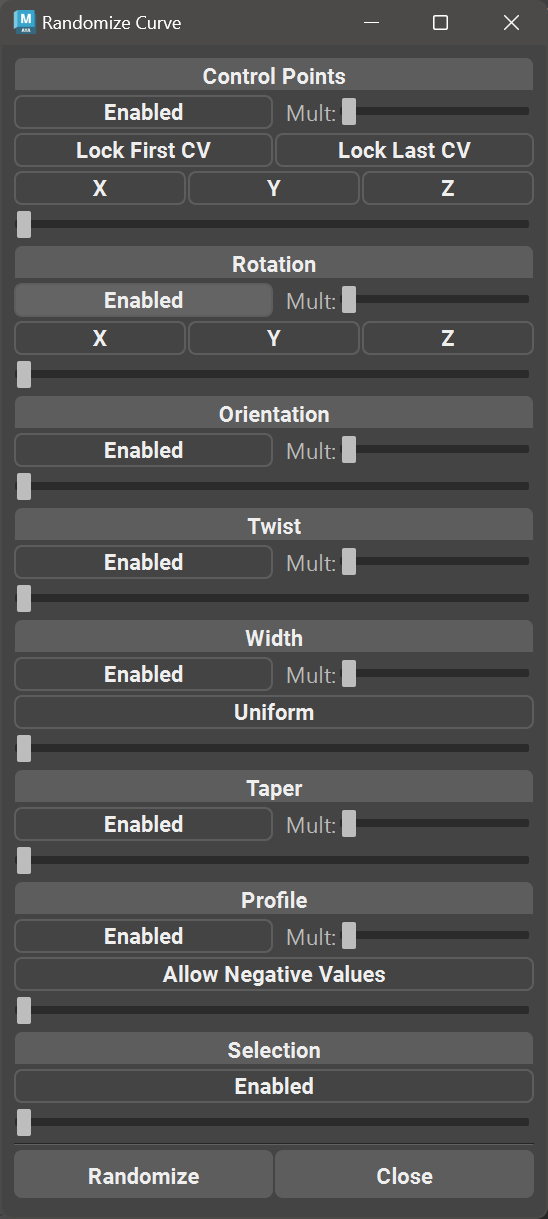 Randomize Curve
Control Points
Enabled Mult:
Lock First CV Lock Last CV
X Y Z
Rotation
Enabled Mult:
X Y Z
Orientation
Enabled Mult:
Twist
Enabled Mult:
Width
Enabled Mult:
Uniform
Taper
Enabled Mult:
Profile
Enabled Mult:
Allow Negative Values
Selection
Enabled
Randomize Close